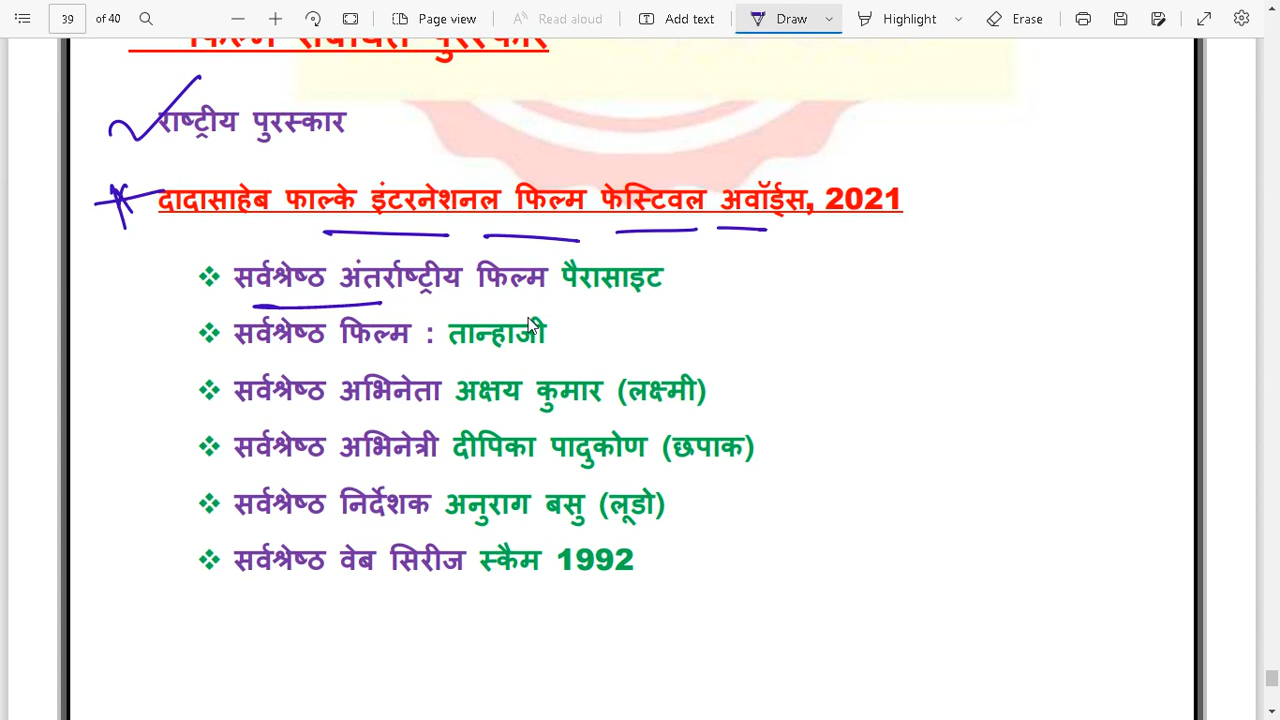 39 of 40 Page view Read aloud Add text Draw Highlight Erase
फिल्म संबंधित पुरस्कार
राष्ट्रीय पुरस्कार
दादासाहेब फाल्के इंटरनेशनल फिल्म फेस्टिवल अवॉर्ड्स, 2021
❖ सर्वश्रेष्ठ अंतर्राष्ट्रीय फिल्म पैरासाइट
❖ सर्वश्रेष्ठ फिल्म : तान्हाजी
❖ सर्वश्रेष्ठ अभिनेता अक्षय कुमार (लक्ष्मी)
❖ सर्वश्रेष्ठ अभिनेत्री दीपिका पादुकोण (छपाक)
❖ सर्वश्रेष्ठ निर्देशक अनुराग बसु (लूडो)
❖ सर्वश्रेष्ठ वेब सिरीज स्कैम 1992